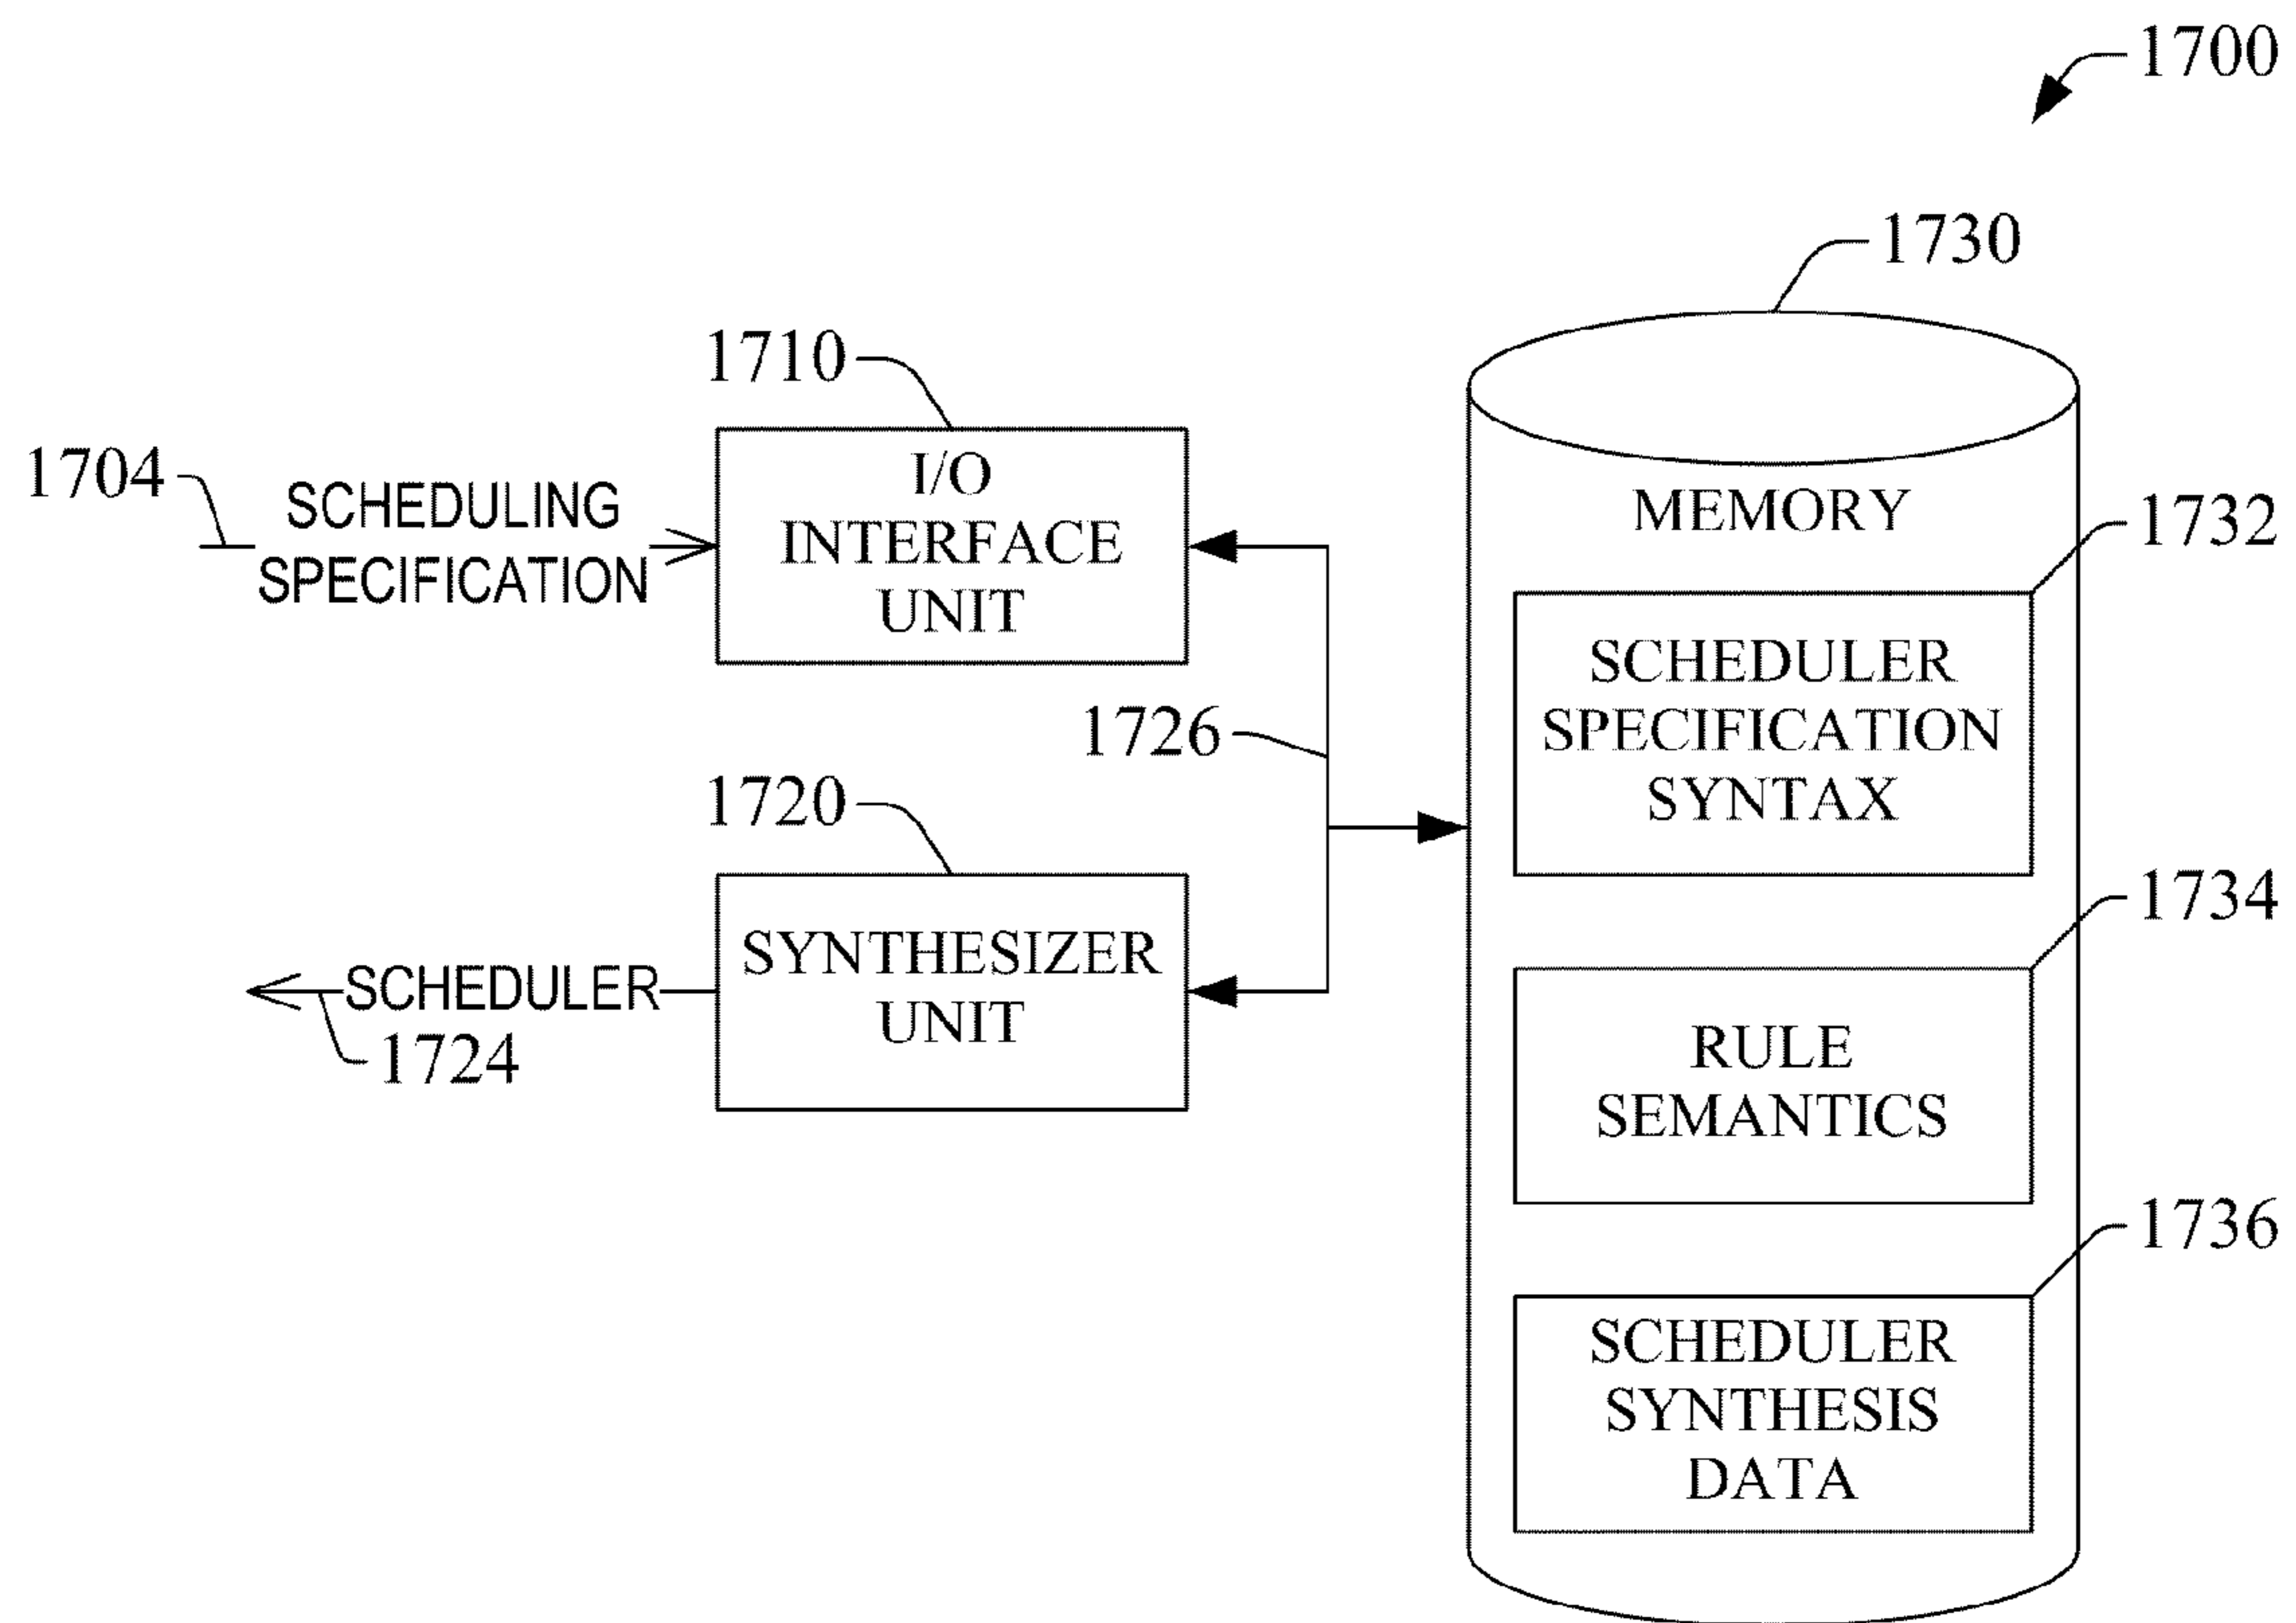 1700
1730
1710
1704
SCHEDULING
SPECIFICATION
I/O
INTERFACE
UNIT
MEMORY
1732
SCHEDULER
SPECIFICATION
SYNTAX
1726
1720
SYNTHESIZER
UNIT
SCHEDULER
1724
1734
RULE
SEMANTICS
1736
SCHEDULER
SYNTHESIS
DATA